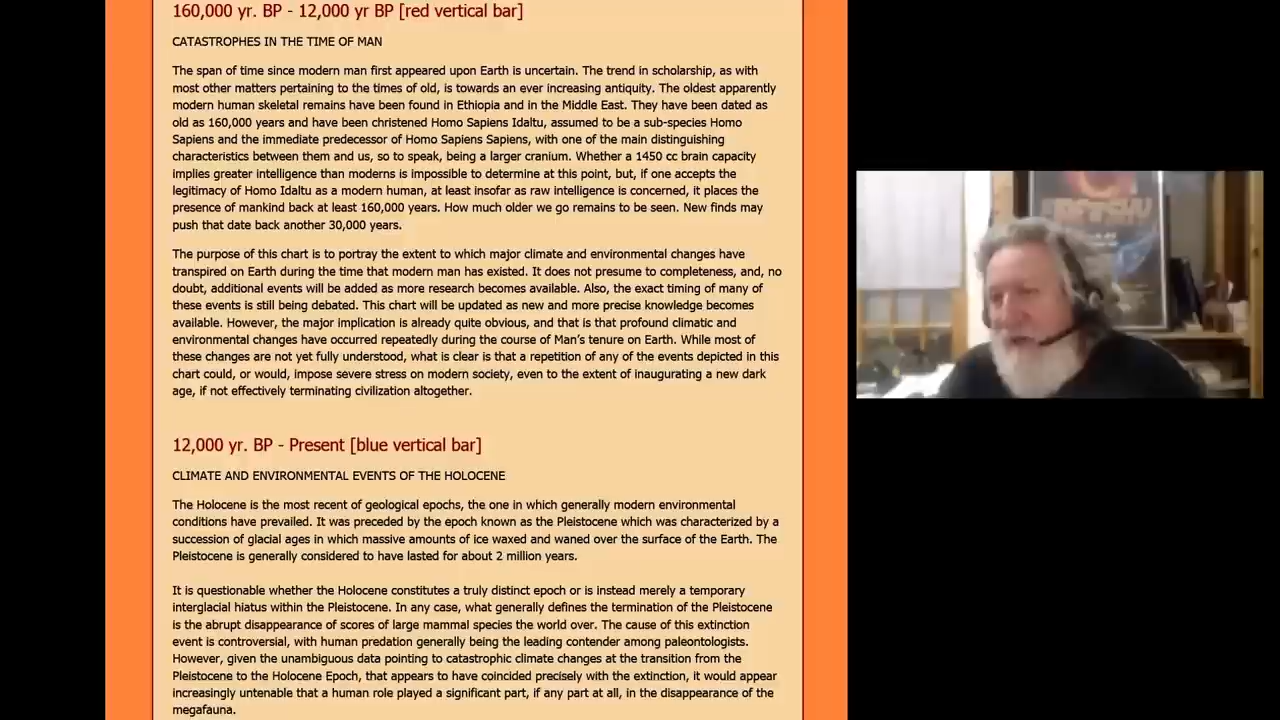 160,000 yr. BP - 12,000 yr BP [red vertical bar]
CATASTROPHES IN THE TIME OF MAN
The span of time since modern man first appeared upon Earth is uncertain. The trend in scholarship, as with
most other matters pertaining to the times of old, is towards an ever increasing antiquity. The oldest apparently
modern human skeletal remains have been found in Ethiopia and in the Middle East. They have been dated as
old as 160,000 years and have been christened Homo Sapiens Idaltu, assumed to be a sub-species Homo
Sapiens and the immediate predecessor of Homo Sapiens Sapiens, with one of the main distinguishing
characteristics between them and us, so to speak, being a larger cranium. Whether a 1450 cc brain capacity
implies greater intelligence than moderns is impossible to determine at this point, but, if one accepts the
legitimacy of Homo Idaltu as a modern human, at least insofar as raw intelligence is concerned, it places the
presence of mankind back at least 160,000 years. How much older we go remains to be seen. New finds may
push that date back another 30,000 years.
The purpose of this chart is to portray the extent to which major climate and environmental changes have
transpired on Earth during the time that modern man has existed. It does not presume to completeness, and, no
doubt, additional events will be added as more research becomes available. Also, the exact timing of many of
these events is still being debated. This chart will be updated as new and more precise knowledge becomes
available. However, the major implication is already quite obvious, and that is that profound climatic and
environmental changes have occurred repeatedly during the course of Man's tenure on Earth. While most of
these changes are not yet fully understood, what is clear is that a repetition of any of the events depicted in this
chart could, or would, impose severe stress on modern society, even to the extent of inaugurating a new dark
age, if not effectively terminating civilization altogether.
12,000 yr. BP - Present [blue vertical bar]
CLIMATE AND ENVIRONMENTAL EVENTS OF THE HOLOCENE
The Holocene is the most recent of geological epochs, the one in which generally modern environmental
conditions have prevailed. It was preceded by the epoch known as the Pleistocene which was characterized by a
succession of glacial ages in which massive amounts of ice waxed and waned over the surface of the Earth. The
Pleistocene is generally considered to have lasted for about 2 million years.
It is questionable whether the Holocene constitutes a truly distinct epoch or is instead merely a temporary
interglacial hiatus within the Pleistocene. In any case, what generally defines the termination of the Pleistocene
is the abrupt disappearance of scores of large mammal species the world over. The cause of this extinction
event is controversial, with human predation generally being the leading contender among paleontologists.
However, given the unambiguous data pointing to catastrophic climate changes at the transition from the
Pleistocene to the Holocene Epoch, that appears to have coincided precisely with the extinction, it would appear
increasingly untenable that a human role played a significant part, if any part at all, in the disappearance of the
megafauna.